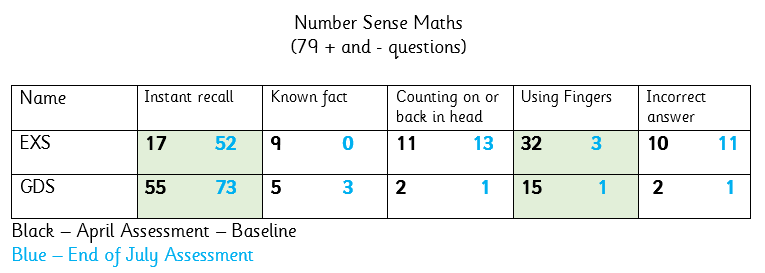 Number Sense Maths
(79 + and - questions)
Name Instant recall Known fact Counting on or back in head Using Fingers Incorrect answer
EXS 17 52 9 0 11 13 32 3 10 11
GDS 55 73 5 3 2 1 15 1 2 1
Black – April Assessment – Baseline
Blue – End of July Assessment